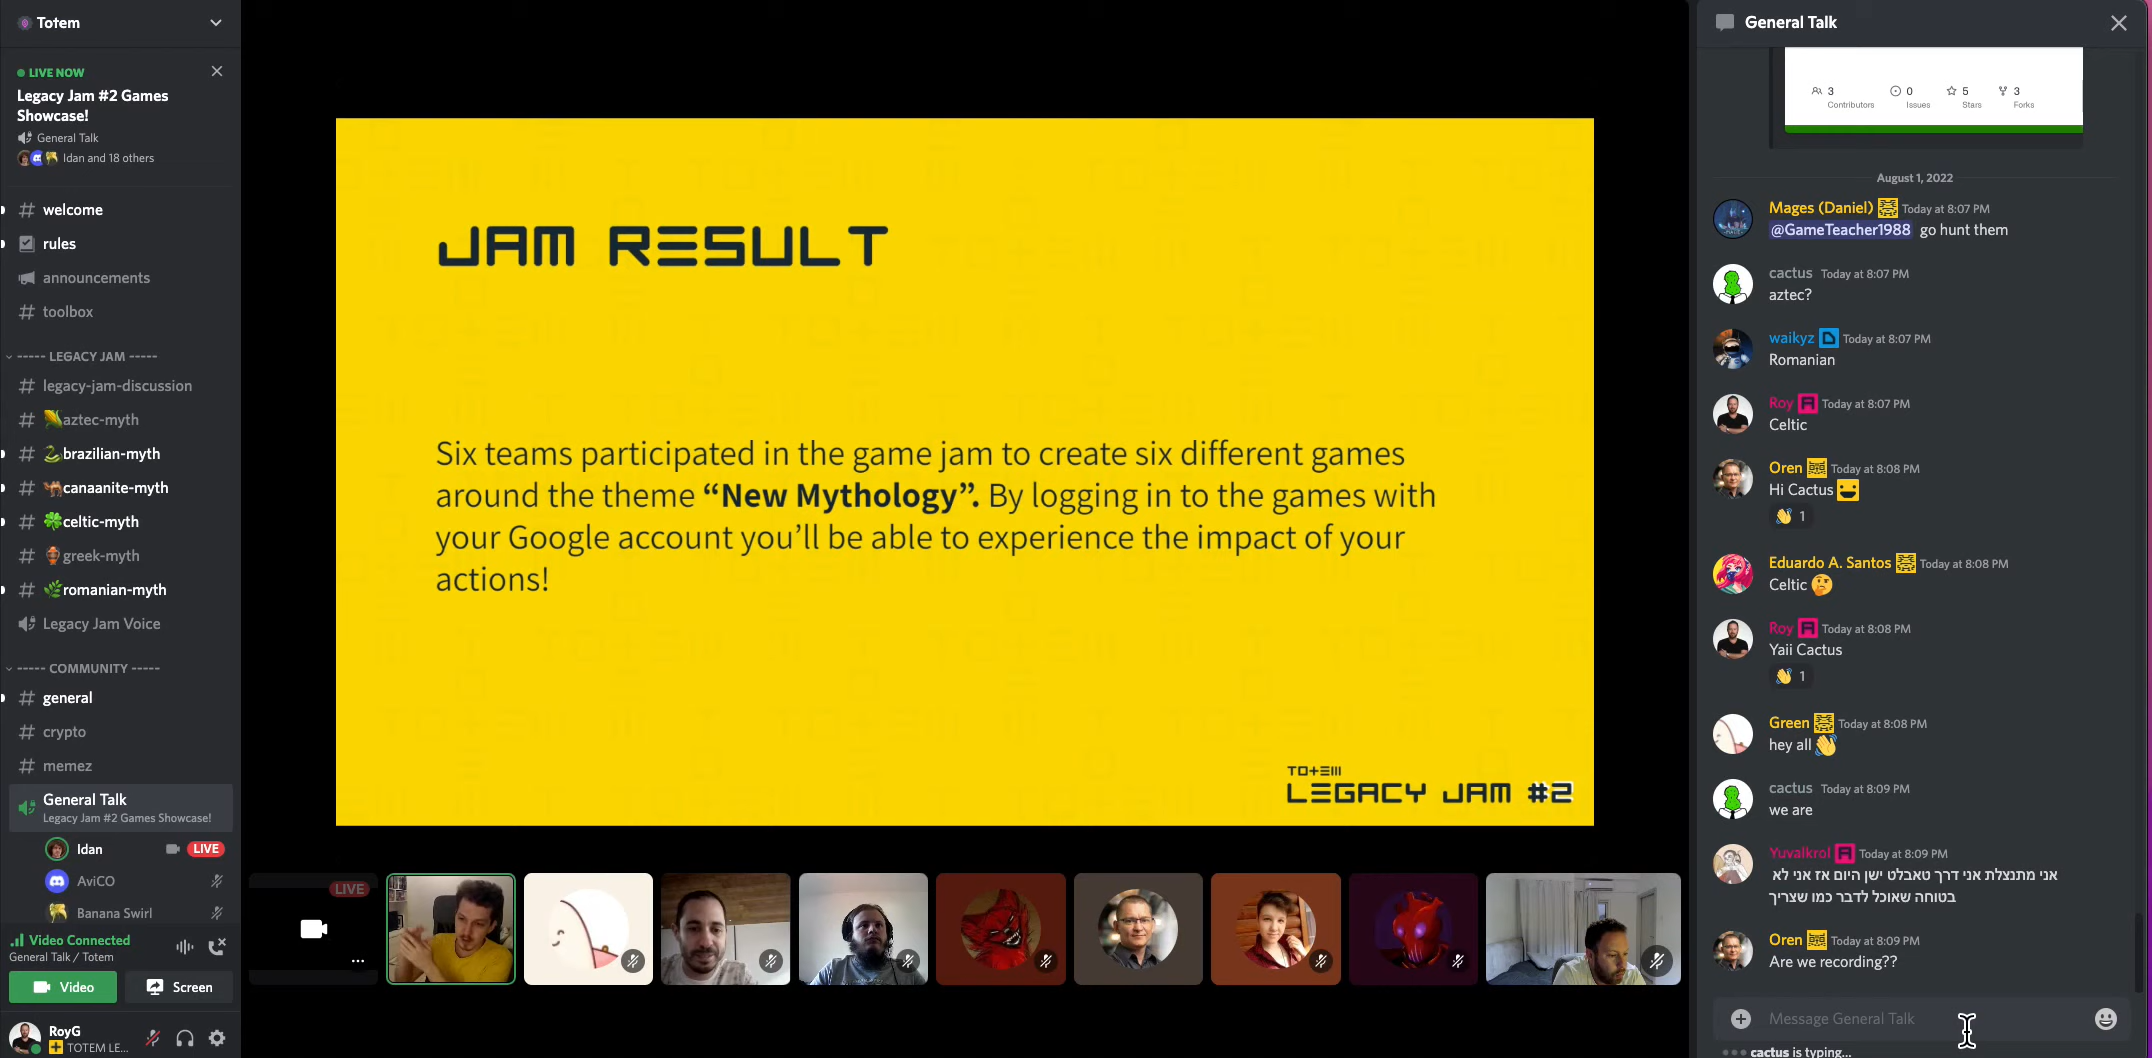 Totem
LIVE NOW
Legacy Jam #2 Games
Showcase!
General Talk
Idan and 18 others
welcome
rules
announcements
toolbox
----- LEGACY JAM -----
legacy-jam-discussion
aztec-myth
brazilian-myth
canaanite-myth
celtic-myth
greek-myth
romanian-myth
Legacy Jam Voice
----- COMMUNITY -----
general
crypto
memez
General Talk
Legacy Jam #2 Games Showcase!
Idan LIVE
AviCO
Banana Swirl
Video Connected
General Talk / Totem
Video Screen
RoyG
TOTEM LE...
JAM RESULT
Six teams participated in the game jam to create six different games
around the theme “New Mythology”. By logging in to the games with
your Google account you’ll be able to experience the impact of your
actions!
TOTEM
LEGACY JAM #2
LIVE
General Talk
3 0 5 3
Contributors Issues Stars Forks
August 1, 2022
Mages (Daniel) Today at 8:07 PM
@GameTeacher1988 go hunt them
cactus Today at 8:07 PM
aztec?
waikyz Today at 8:07 PM
Romanian
Roy Today at 8:07 PM
Celtic
Oren Today at 8:08 PM
Hi Cactus
1
Eduardo A. Santos Today at 8:08 PM
Celtic
Roy Today at 8:08 PM
Yaii Cactus
1
Green Today at 8:08 PM
hey all
cactus Today at 8:09 PM
we are
Yuvalkrol Today at 8:09 PM
אני מתנצלת אני דרך טאבלט ישן היום אז אני לא
בטוחה שאוכל לדבר כמו שצריך
Oren Today at 8:09 PM
Are we recording??
Message General Talk
cactus is typing...